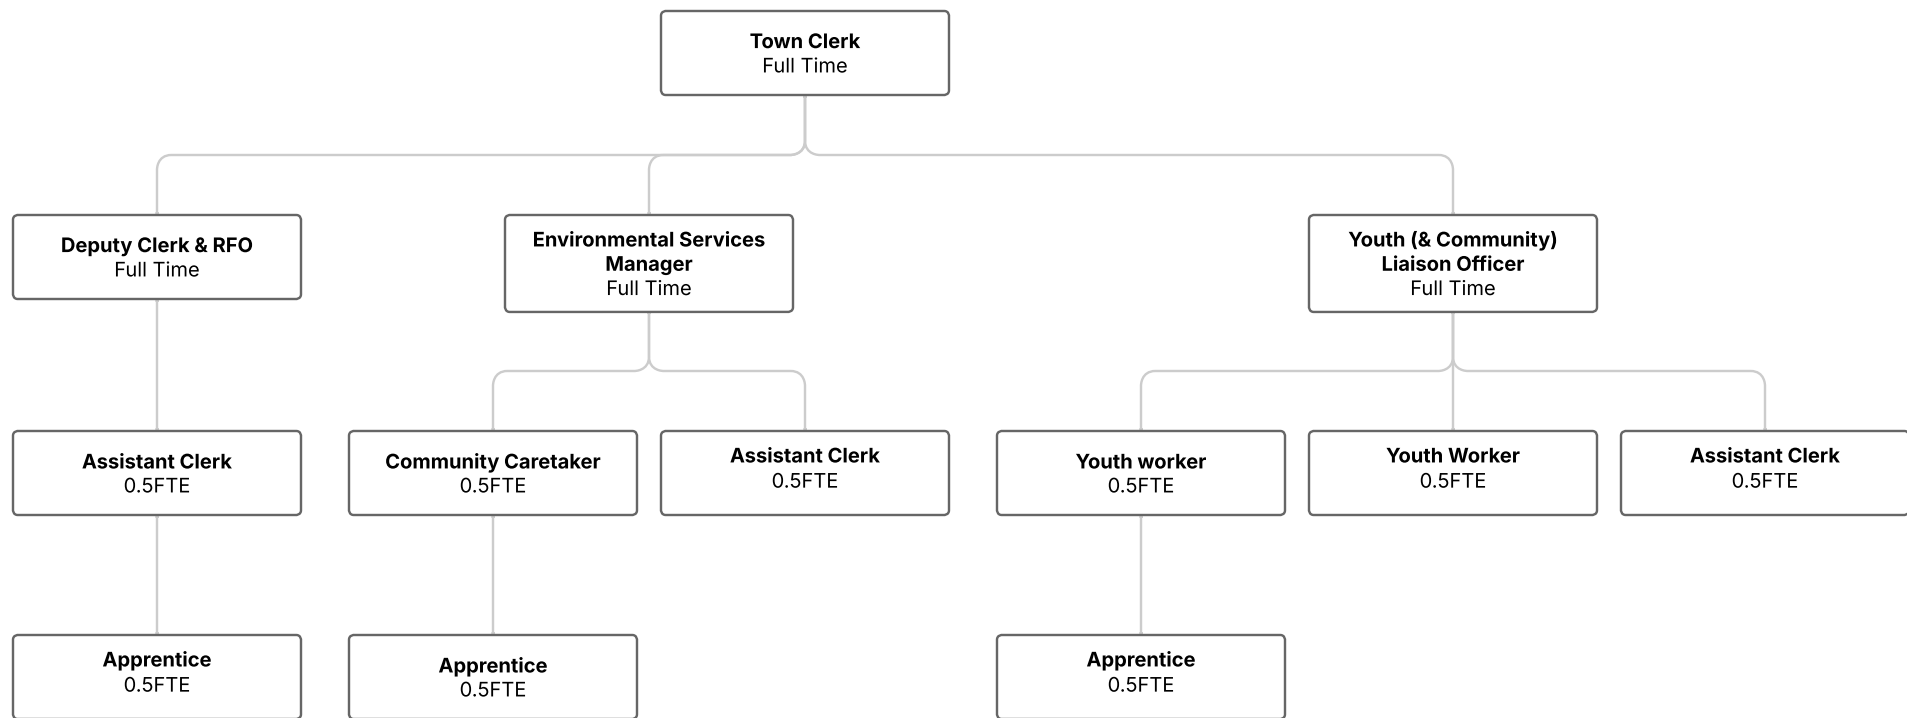 Town Clerk
Full Time
Deputy Clerk & RFO
Full Time
Environmental Services
Manager
Full Time
Youth (& Community)
Liaison Officer
Full Time
Assistant Clerk
0.5FTE
Community Caretaker
0.5FTE
Assistant Clerk
0.5FTE
Youth worker
0.5FTE
Youth Worker
0.5FTE
Assistant Clerk
0.5FTE
Apprentice
0.5FTE
Apprentice
0.5FTE
Apprentice
0.5FTE